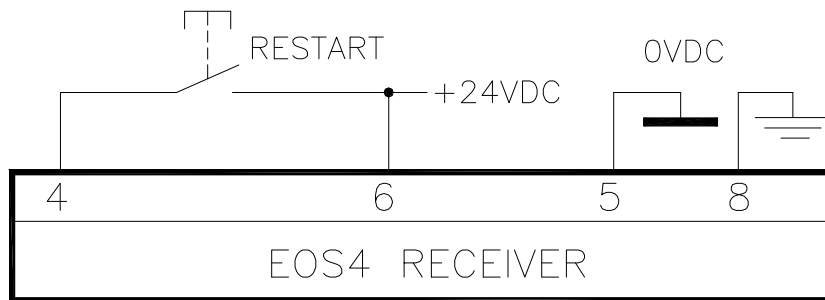 RESTART
0VDC
+24VDC
4 6 5 8
EOS4 RECEIVER